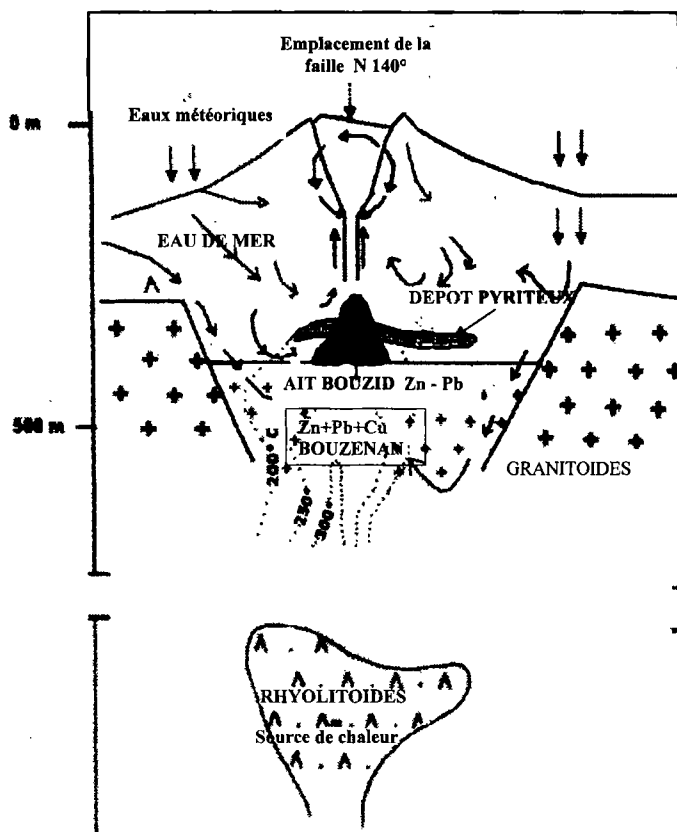 Emplacement de la
faille N 140°
0 m
Eaux météoriques
EAU DE MER
DEPOT PYRITEUX
AIT BOUZID Zn - Pb
500 m
Zn+Pb+Cu
BOUZENAN
GRANITOIDES
200° C
250°
300°
RHYOLITOIDES
Source de chaleur